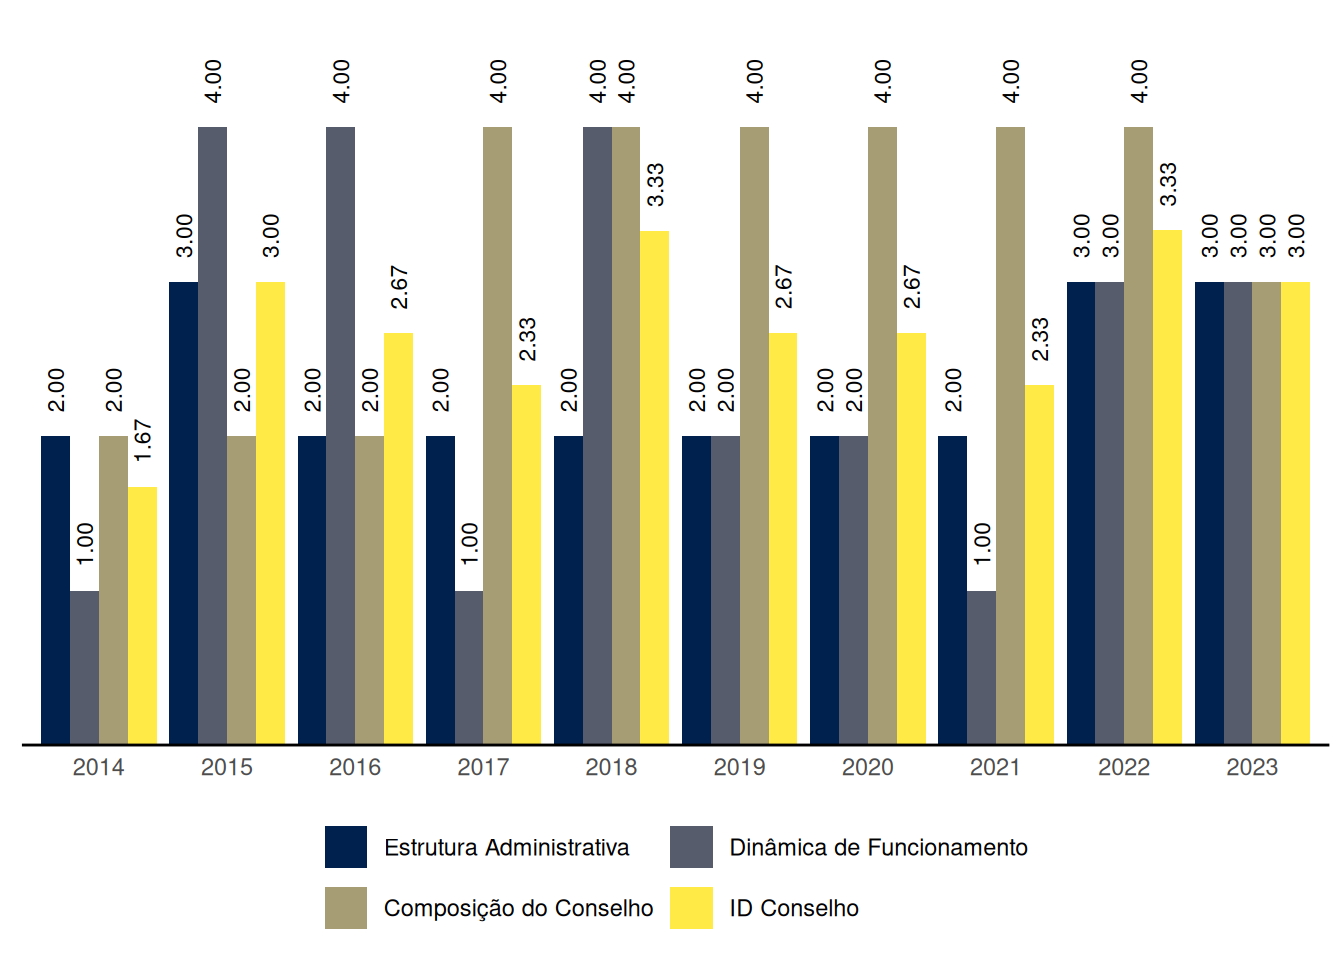 4.00 4.00 4.00 4.00 4.00 4.00 4.00 4.00 4.00
3.33 3.33
3.00 3.00 3.00 3.00 3.00 3.00 3.00 3.00
2.67 2.67 2.67
2.33 2.33
2.00 2.00 2.00 2.00 2.00 2.00 2.00 2.00 2.00 2.00 2.00 2.00
1.67
1.00 1.00 1.00
2014 2015 2016 2017 2018 2019 2020 2021 2022 2023
Estrutura Administrativa Dinâmica de Funcionamento
Composição do Conselho ID Conselho